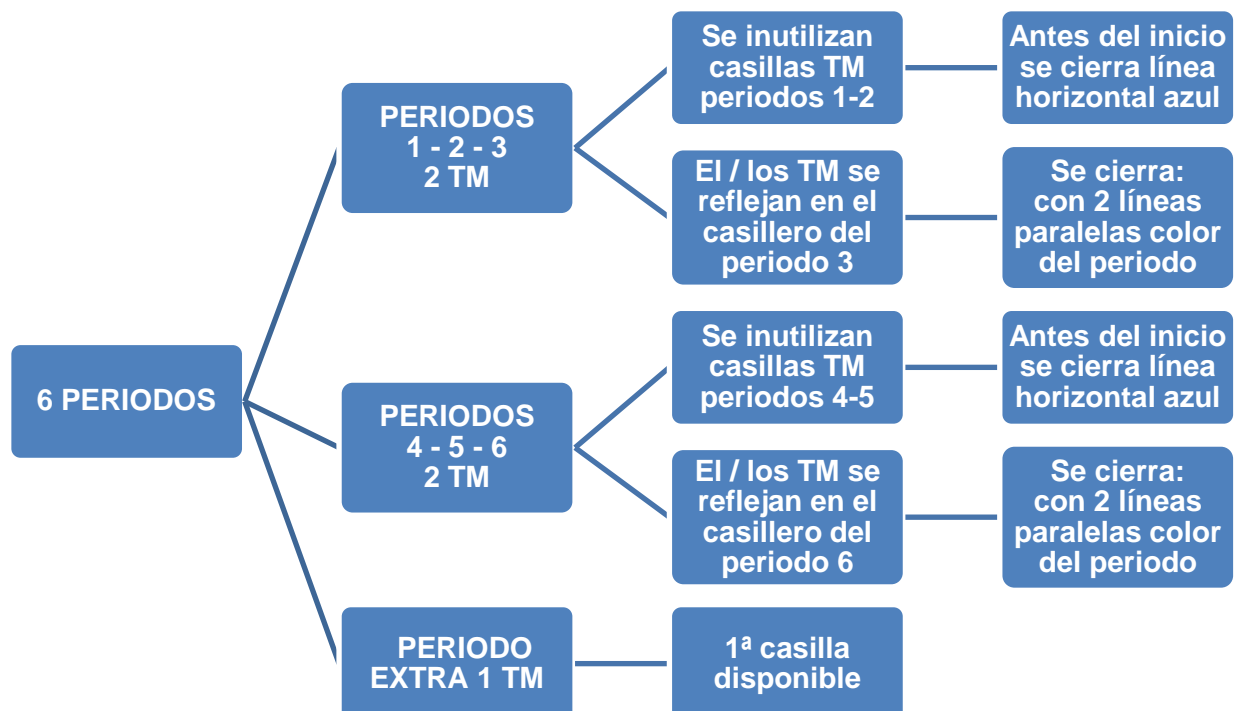 6 PERIODOS
PERIODOS
1 - 2 - 3
2 TM
Se inutilizan
casillas TM
periodos 1-2
Antes del inicio
se cierra línea
horizontal azul
El / los TM se
reflejan en el
casillero del
periodo 3
Se cierra:
con 2 líneas
paralelas color
del periodo
PERIODOS
4 - 5 - 6
2 TM
Se inutilizan
casillas TM
periodos 4-5
Antes del inicio
se cierra línea
horizontal azul
El / los TM se
reflejan en el
casillero del
periodo 6
Se cierra:
con 2 líneas
paralelas color
del periodo
PERIODO
EXTRA 1 TM
1ª casilla
disponible